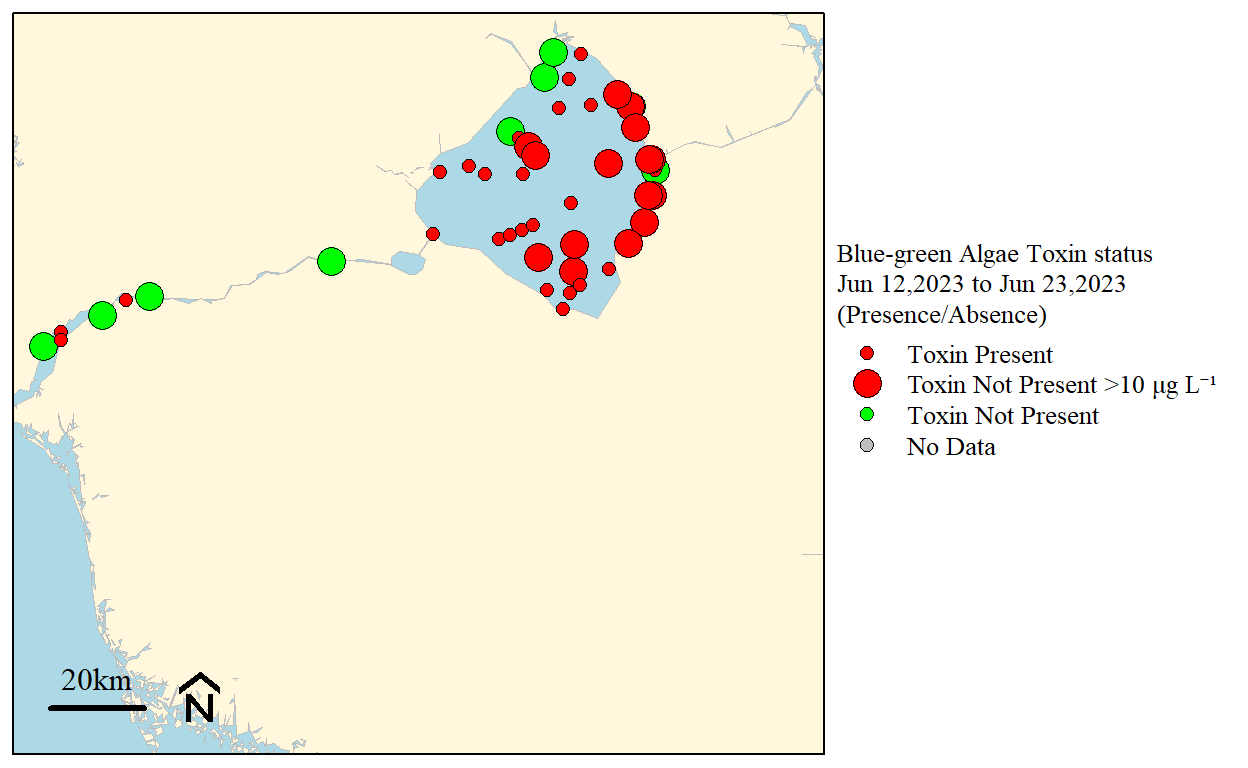 Blue-green Algae Toxin status
Jun 12,2023 to Jun 23,2023
(Presence/Absence)
Toxin Present
Toxin Not Present >10 μg L⁻¹
Toxin Not Present
No Data
20km
N